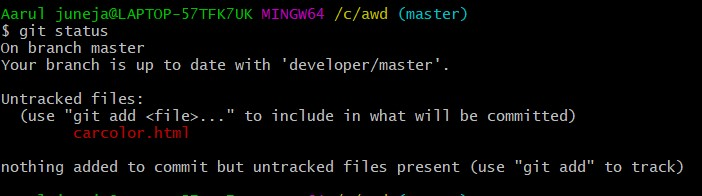 Aarul juneja@LAPTOP-57TFK7UK MINGW64 /c/awd (master)
$ git status
On branch master
Your branch is up to date with 'developer/master'.
Untracked files:
(use "git add <file>..." to include in what will be committed)
carcolor.html
nothing added to commit but untracked files present (use "git add" to track)